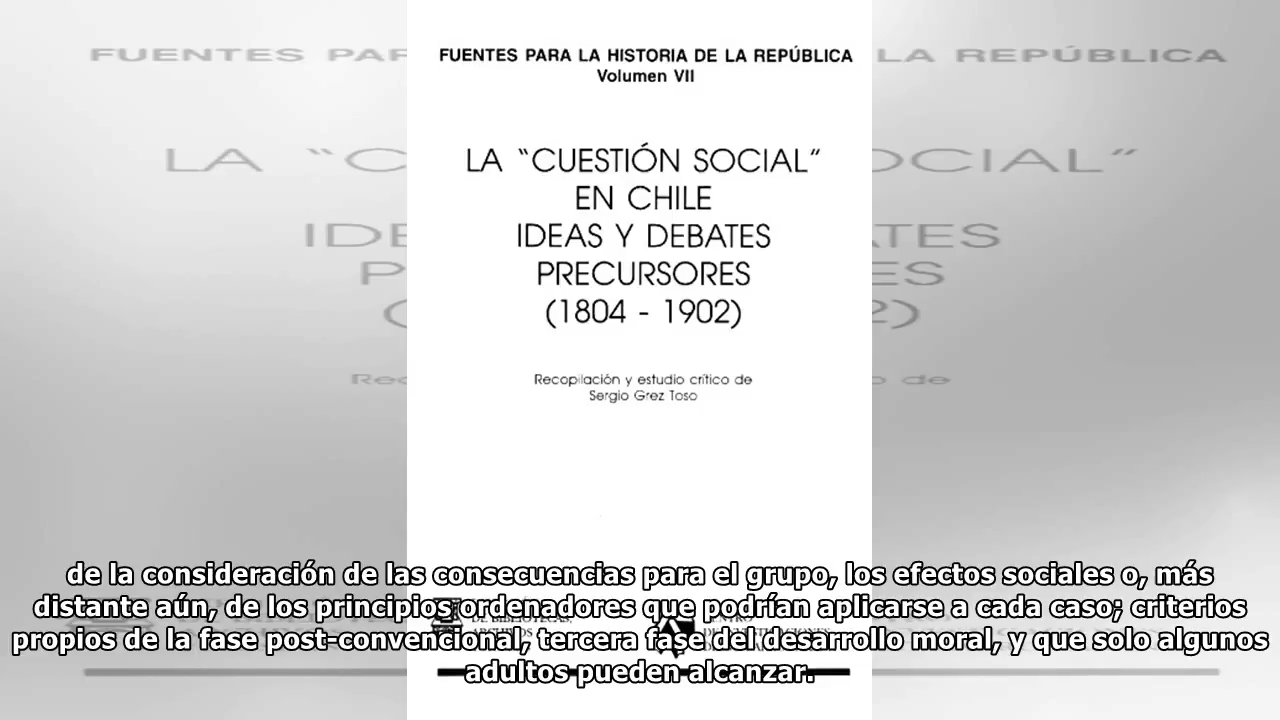 FUENTES PARA LA HISTORIA DE LA REPÚBLICA
Volumen VII
LA “CUESTIÓN SOCIAL”
EN CHILE
IDEAS Y DEBATES
PRECURSORES
(1804 - 1902)
Recopilación y estudio crítico de
Sergio Grez Toso
de la consideración de las consecuencias para el grupo, los efectos sociales o, más
distante aún, de los principios ordenadores que podrían aplicarse a cada caso; criterios
propios de la fase post-convencional, tercera fase del desarrollo moral, y que solo algunos
adultos pueden alcanzar.
DE BIBLIOTECAS,